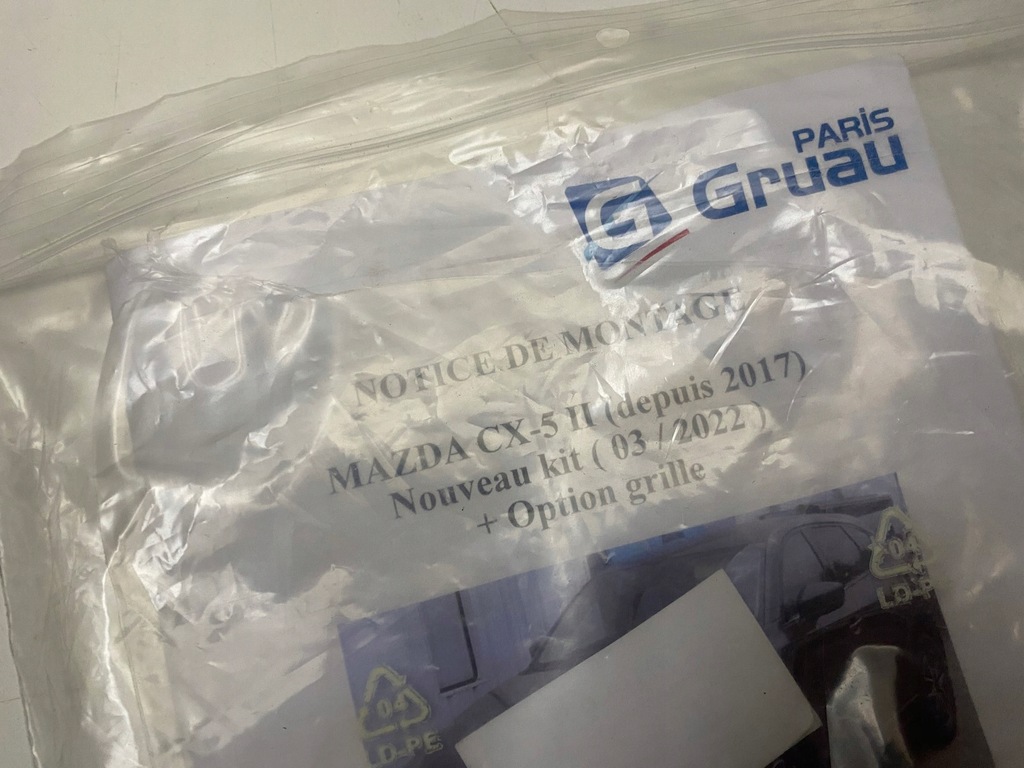 PARIS
Gruau
NOTICE DE MONTAGE
MAZDA CX-5 II (depuis 2017)
Nouveau kit ( 03 / 2022 )
+ Option grille
04
LD-P
04
LD-PE